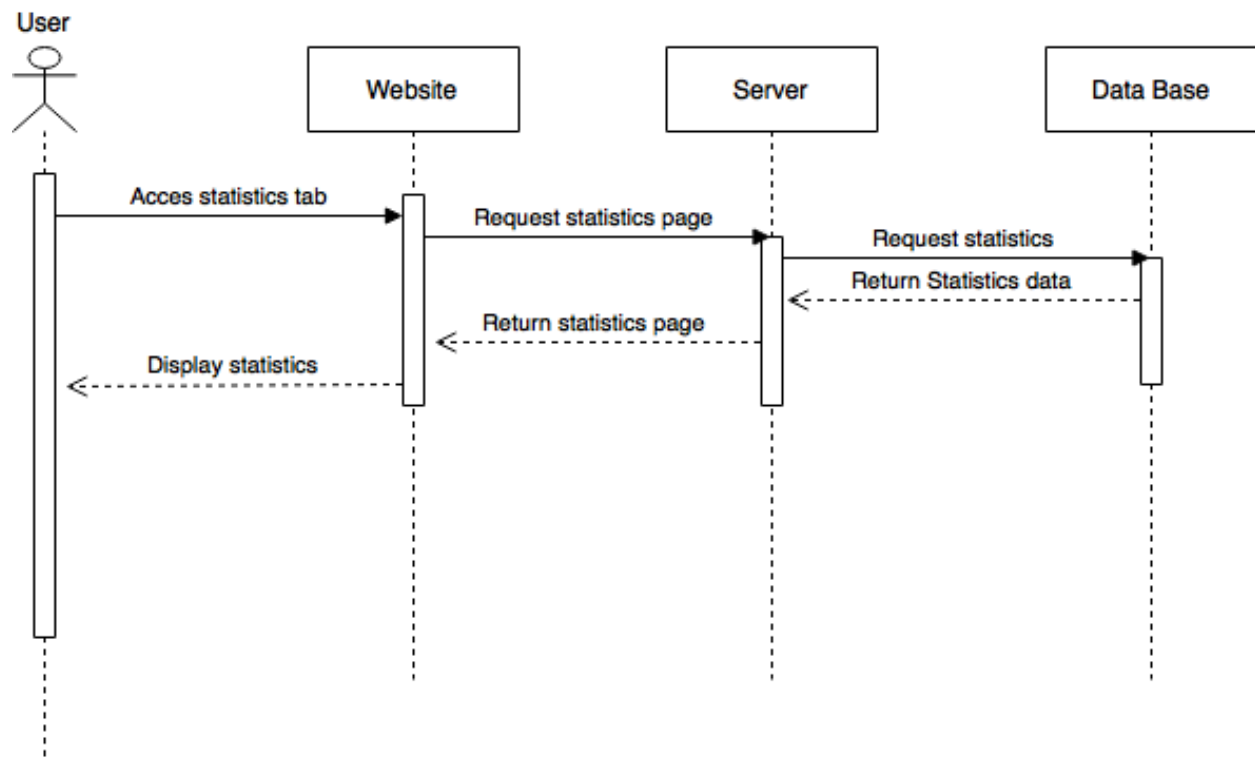 User
Website
Server
Data Base
Acces statistics tab
Request statistics page
Request statistics
Return Statistics data
Return statistics page
Display statistics